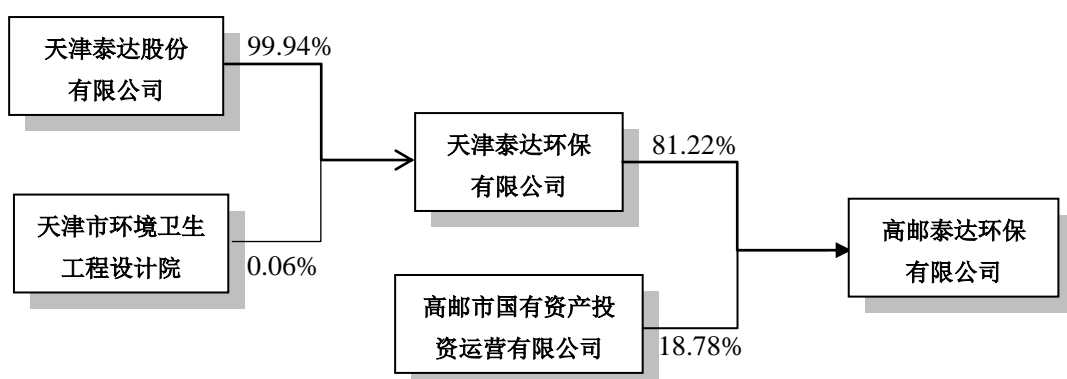 天津泰达股份
有限公司
99.94%
天津市环境卫生
工程设计院
0.06%
天津泰达环保
有限公司
81.22%
高邮市国有资产投
资运营有限公司
18.78%
高邮泰达环保
有限公司